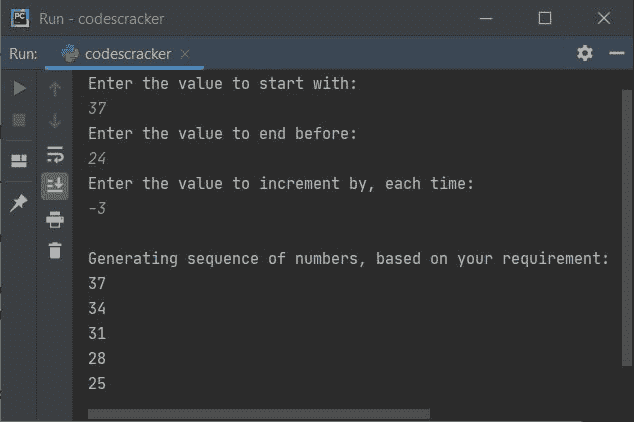 PC Run - codescracker
Run: codescracker
Enter the value to start with:
37
Enter the value to end before:
24
Enter the value to increment by, each time:
-3
Generating sequence of numbers, based on your requirement:
37
34
31
28
25